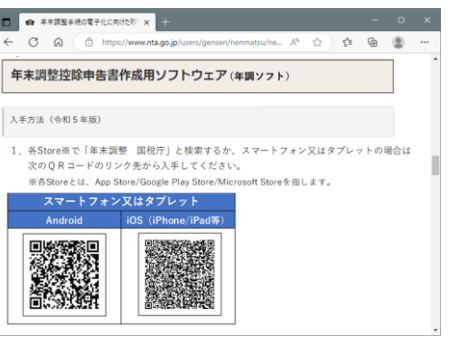 年末調整手続の電子化に向けた取
https://www.nta.go.jp/users/gensen/nenmatsu/ne...
年末調整控除申告書作成用ソフトウェア(年調ソフト)
入手方法(令和5年版)
1. 各Store※で「年末調整 国税庁」と検索するか、スマートフォン又はタブレットの場合は
次のQRコードのリンク先から入手してください。
※各Storeとは、App Store/Google Play Store/Microsoft Storeを指します。
スマートフォン又はタブレット
Android iOS(iPhone/iPad等)